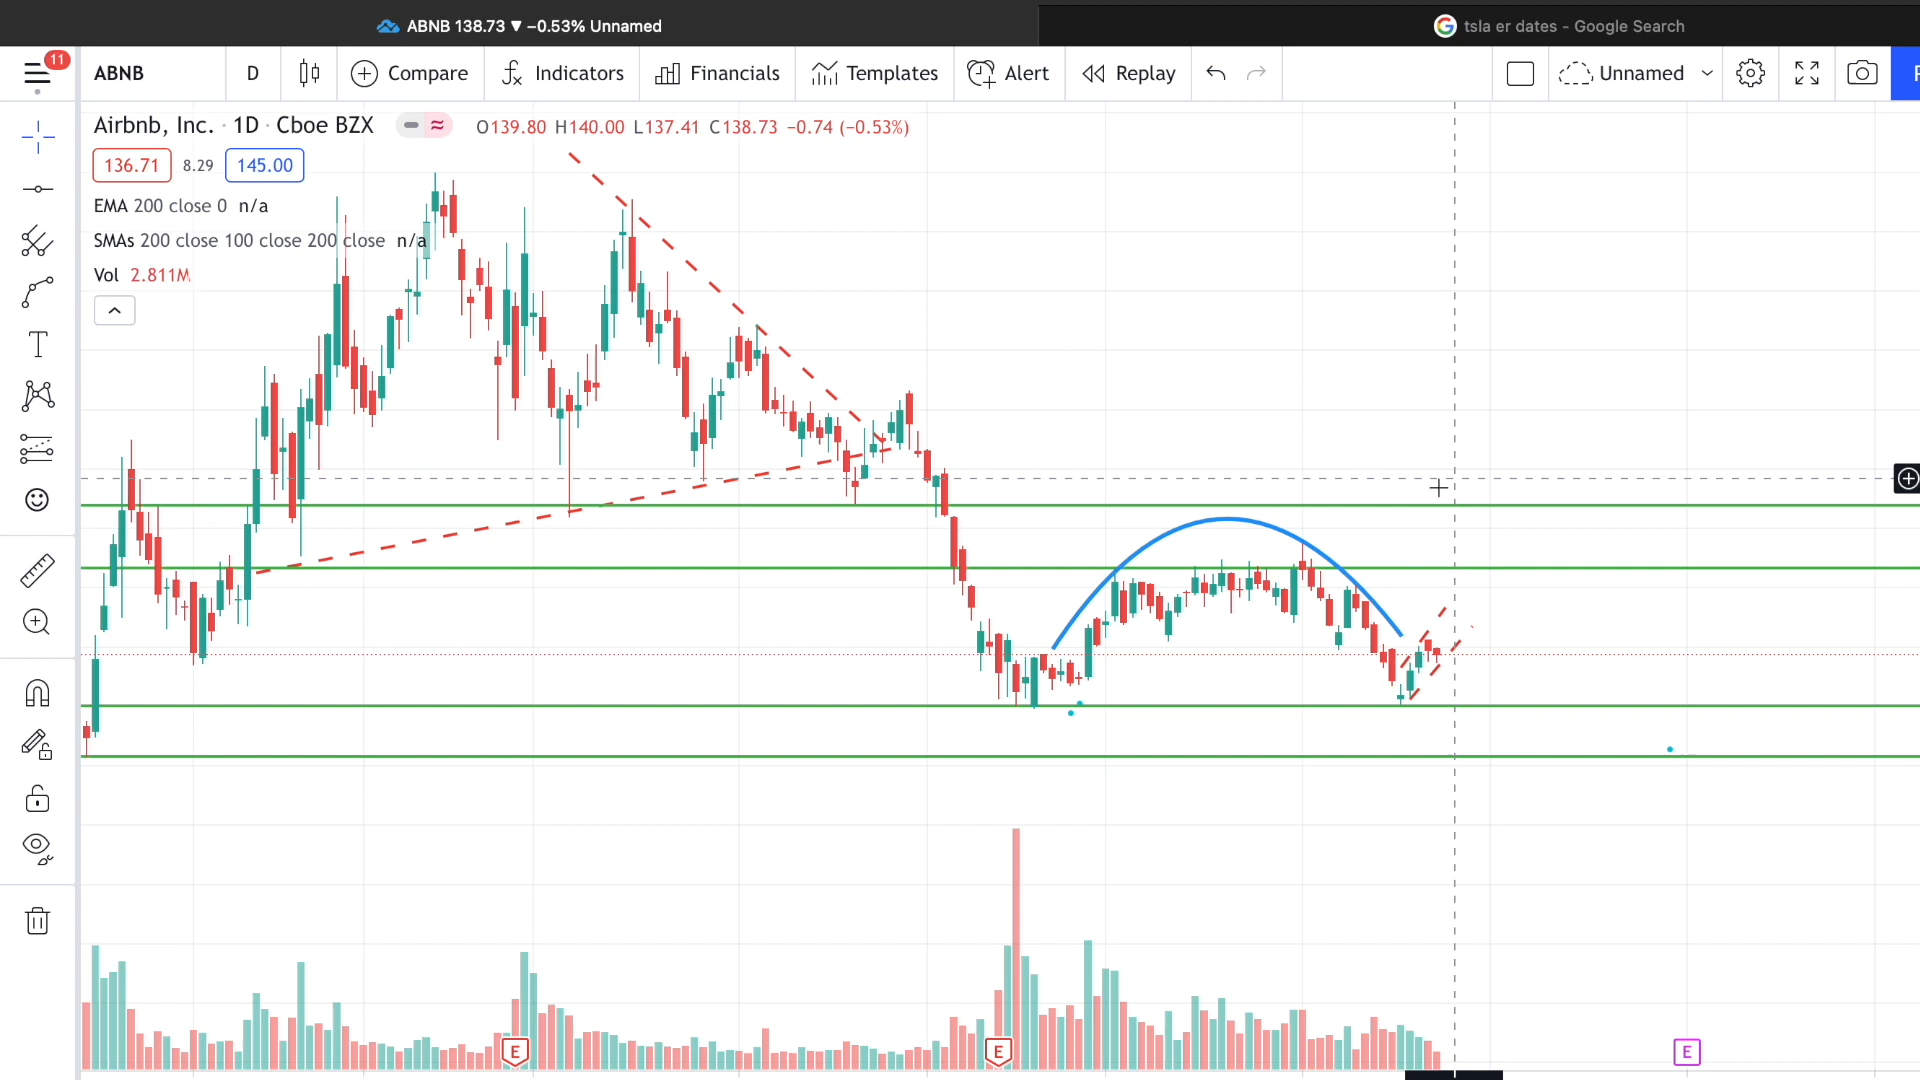 ABNB 138.73 ▼ −0.53% Unnamed
tsla er dates - Google Search
11
ABNB D Compare Indicators Financials Templates Alert Replay Unnamed
Airbnb, Inc. · 1D · Cboe BZX O139.80 H140.00 L137.41 C138.73 −0.74 (−0.53%)
136.71 8.29 145.00
EMA 200 close 0 n/a
SMAs 200 close 100 close 200 close n/a
Vol 2.811M
E E E